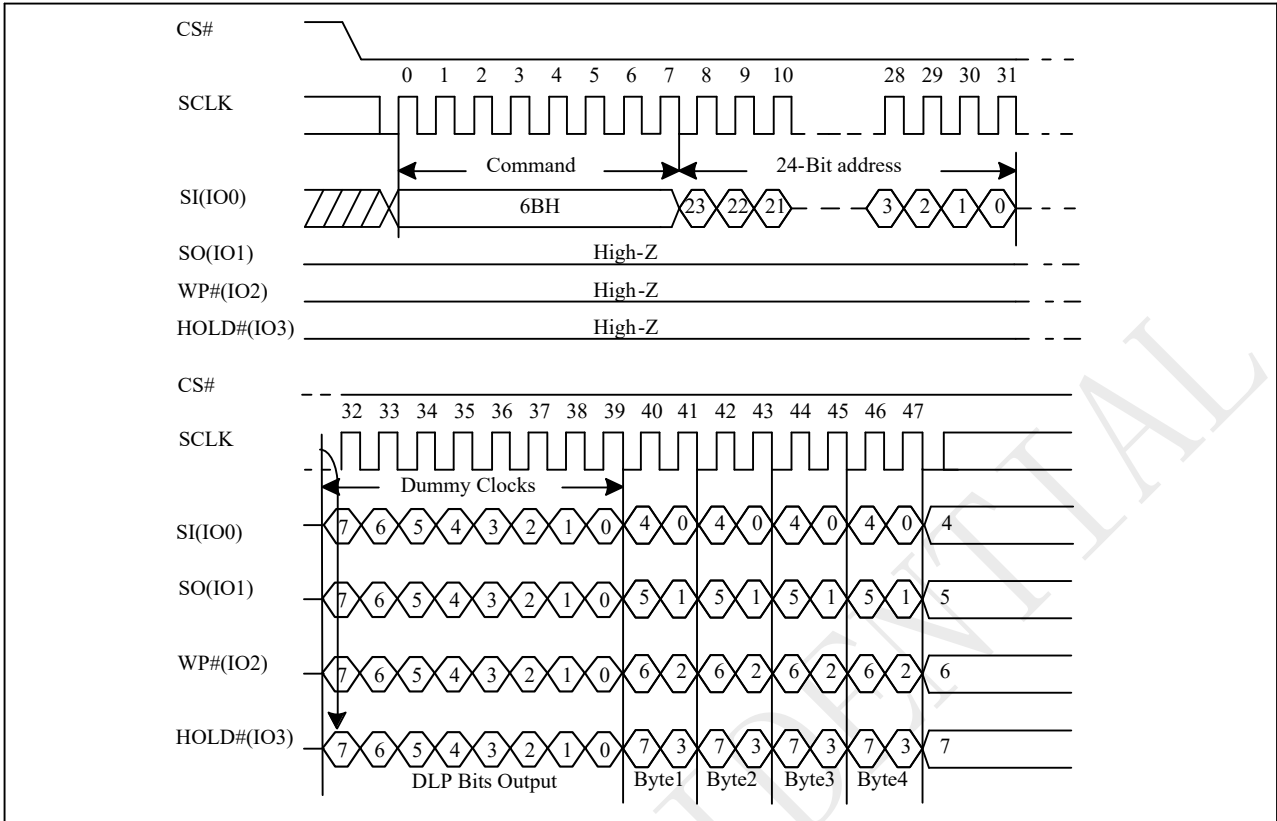 CS#
0 1 2 3 4 5 6 7 8 9 10 28 29 30 31
SCLK
Command 24-Bit address
SI(IO0) 6BH 23 22 21 3 2 1 0
SO(IO1) High-Z
WP#(IO2) High-Z
HOLD#(IO3) High-Z
CS#
32 33 34 35 36 37 38 39 40 41 42 43 44 45 46 47
SCLK
Dummy Clocks
SI(IO0) 7 6 5 4 3 2 1 0 4 0 4 0 4 0 4 0 4
SO(IO1) 7 6 5 4 3 2 1 0 5 1 5 1 5 1 5 1 5
WP#(IO2) 7 6 5 4 3 2 1 0 6 2 6 2 6 2 6 2 6
HOLD#(IO3) 7 6 5 4 3 2 1 0 7 3 7 3 7 3 7 3 7
DLP Bits Output Byte1 Byte2 Byte3 Byte4
IDENTIAL